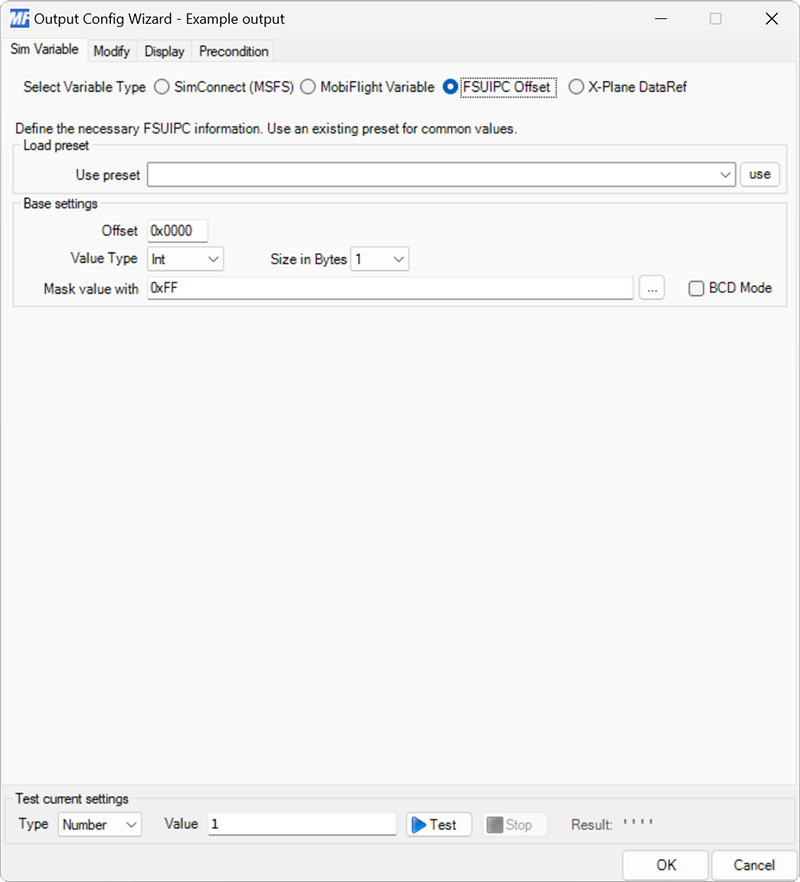 MF Output Config Wizard - Example output
Sim Variable Modify Display Precondition
Select Variable Type SimConnect (MSFS) MobiFlight Variable FSUIPC Offset X-Plane DataRef
Define the necessary FSUIPC information. Use an existing preset for common values.
Load preset
Use preset use
Base settings
Offset 0x0000
Value Type Int Size in Bytes 1
Mask value with 0xFF ... BCD Mode
Test current settings
Type Number Value 1 Test Stop Result: ' ' ' '
OK Cancel